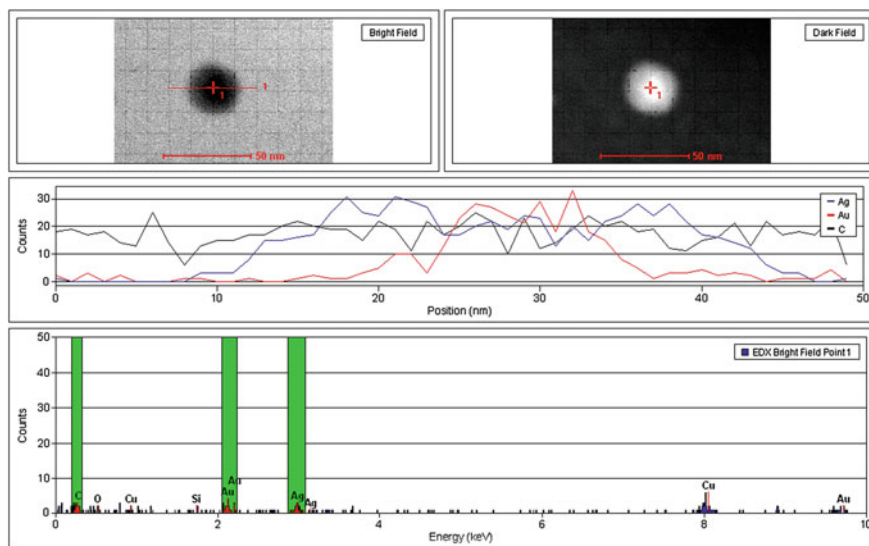 Bright Field
1
1
50 nm
Dark Field
1
50 nm
30
20
10
0
Counts
Ag
Au
C
0
10
20
30
40
50
Position (nm)
50
40
30
20
10
0
Counts
EDX Bright Field Point 1
C
O
Cu
Si
Au
Ag
Ag
Cu
Au
0
2
4
6
8
10
Energy (keV)